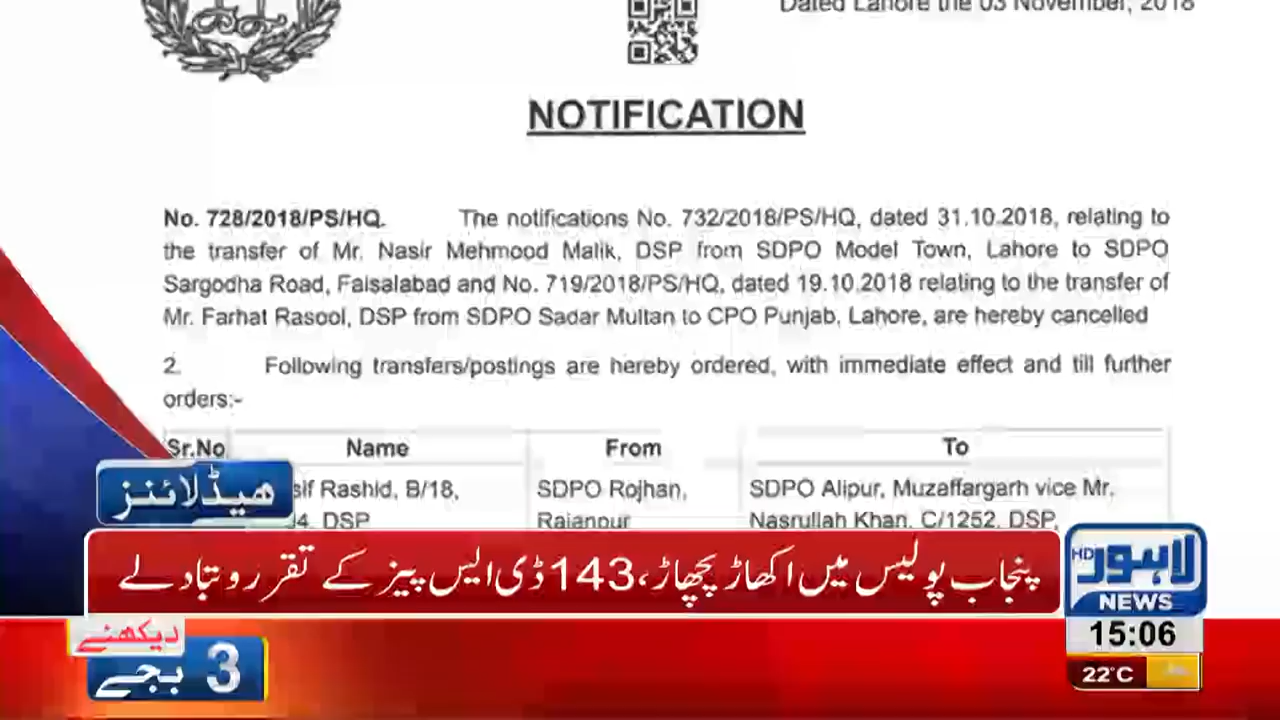 Dated Lahore the 03 November, 2018
NOTIFICATION
No. 728/2018/PS/HQ. The notifications No. 732/2018/PS/HQ, dated 31.10.2018, relating to
the transfer of Mr. Nasir Mehmood Malik, DSP from SDPO Model Town, Lahore to SDPO
Sargodha Road, Faisalabad and No. 719/2018/PS/HQ, dated 19.10.2018 relating to the transfer of
Mr. Farhat Rasool, DSP from SDPO Sadar Multan to CPO Punjab, Lahore, are hereby cancelled
2. Following transfers/postings are hereby ordered, with immediate effect and till further
orders:-
Sr.No Name From To
sif Rashid, B/18, SDPO Rojhan, SDPO Alipur, Muzaffargarh vice Mr.
4, DSP Rajanpur Nasrullah Khan, C/1252, DSP,
ہیڈلائنز
پنجاب پولیس میں اکھاڑ پچھاڑ، 143 ڈی ایس پیز کے تقرر و تبادلے
لاہور HD
NEWS
15:06
22°C
دیکھئے
3 بجے